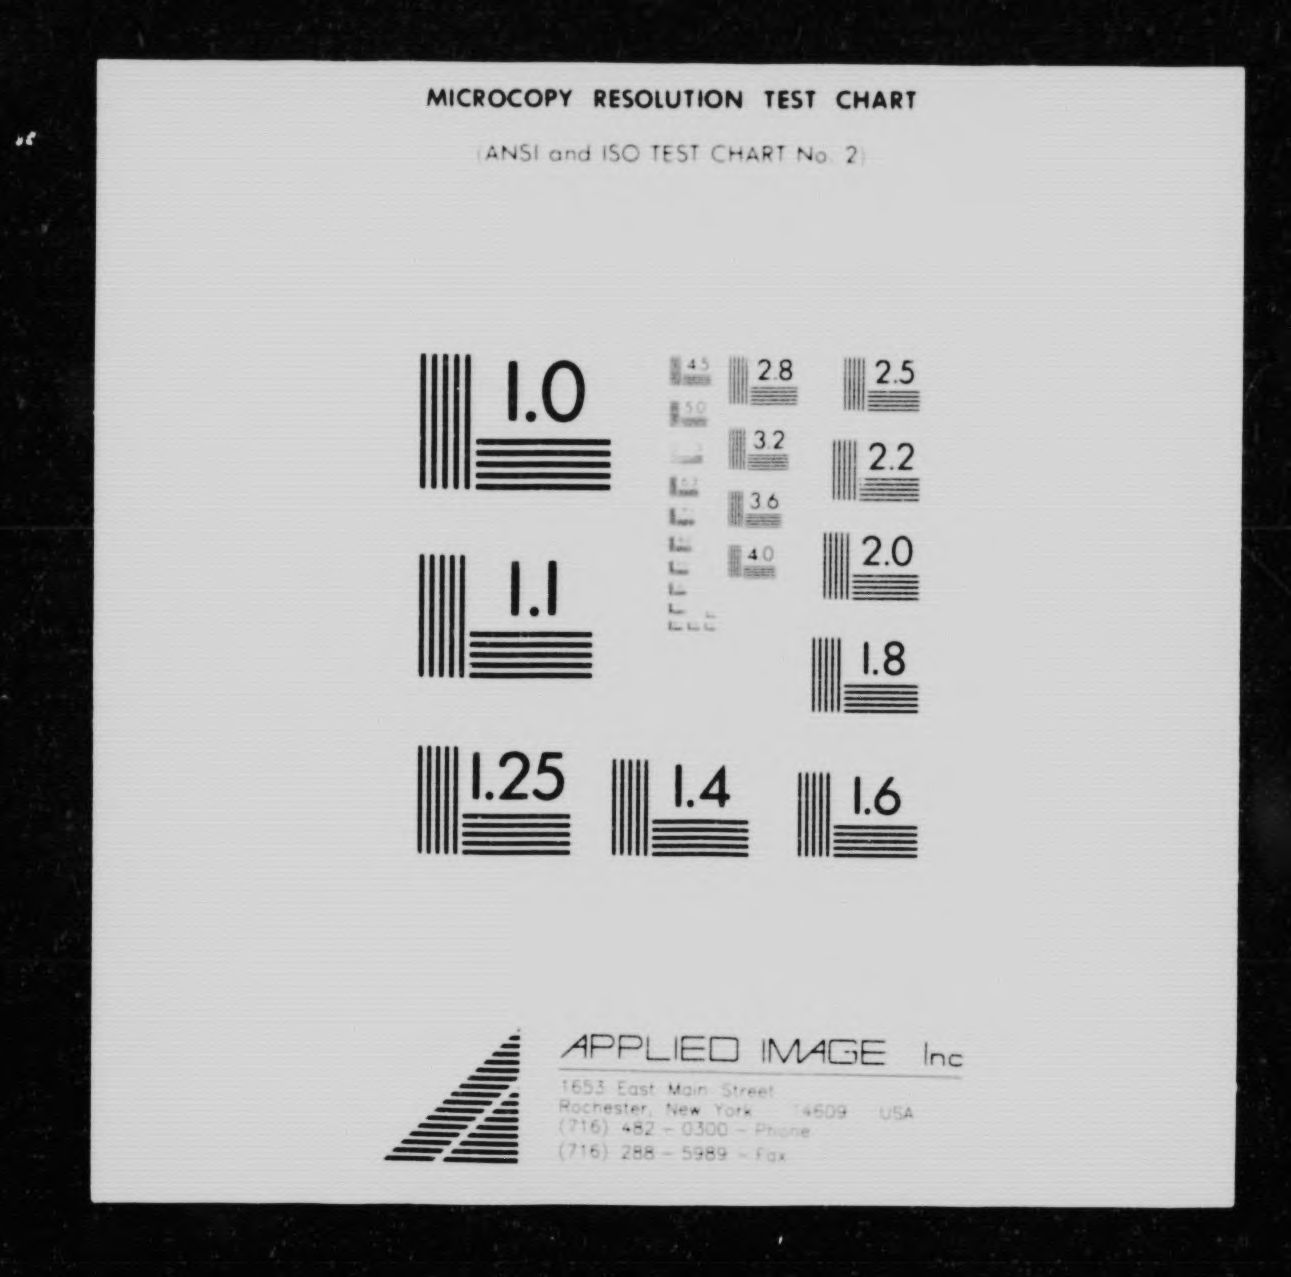 MICROCOPY RESOLUTION TEST CHART
(ANSI and ISO TEST CHART No. 2)
1.0
1.1
1.25
1.4
1.6
1.8
2.0
2.2
2.5
2.8
3.2
3.6
4.0
4.5
5.0
APPLIED IMAGE Inc
1653 East Main Street
Rochester, New York 14609 USA
(716) 482 - 0300 - Phone
(716) 288 - 5989 - Fax